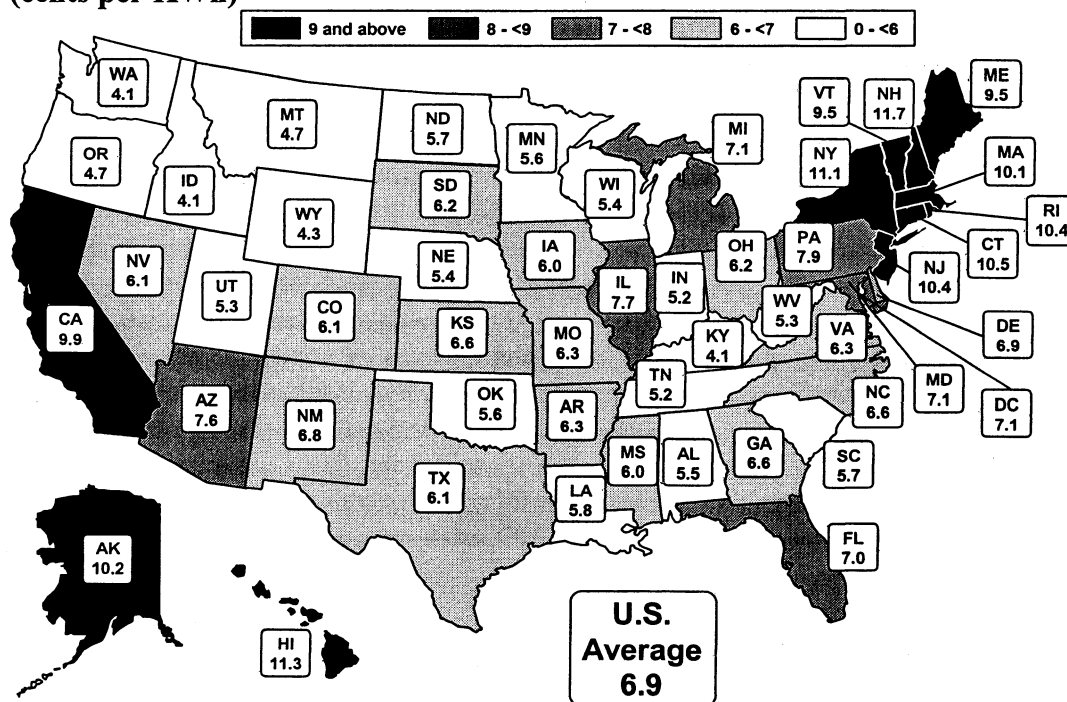 (cents per
9 and above
8 - <9
7 - <8
6 - <7
0 - <6
WA
4.1
MT
4.7
ND
5.7
MN
5.6
MI
7.1
VT
9.5
NH
11.7
ME
9.5
OR
4.7
ID
4.1
SD
6.2
WI
5.4
NY
11.1
MA
10.1
WY
4.3
RI
10.4
NV
6.1
UT
5.3
NE
5.4
IA
6.0
IL
7.7
IN
5.2
OH
6.2
PA
7.9
NJ
10.4
CT
10.5
CA
9.9
CO
6.1
KS
6.6
MO
6.3
KY
4.1
WV
5.3
VA
6.3
DE
6.9
AZ
7.6
NM
6.8
OK
5.6
AR
6.3
TN
5.2
NC
6.6
MD
7.1
DC
7.1
TX
6.1
LA
5.8
MS
6.0
AL
5.5
GA
6.6
SC
5.7
AK
10.2
FL
7.0
HI
11.3
U.S.
Average
6.9